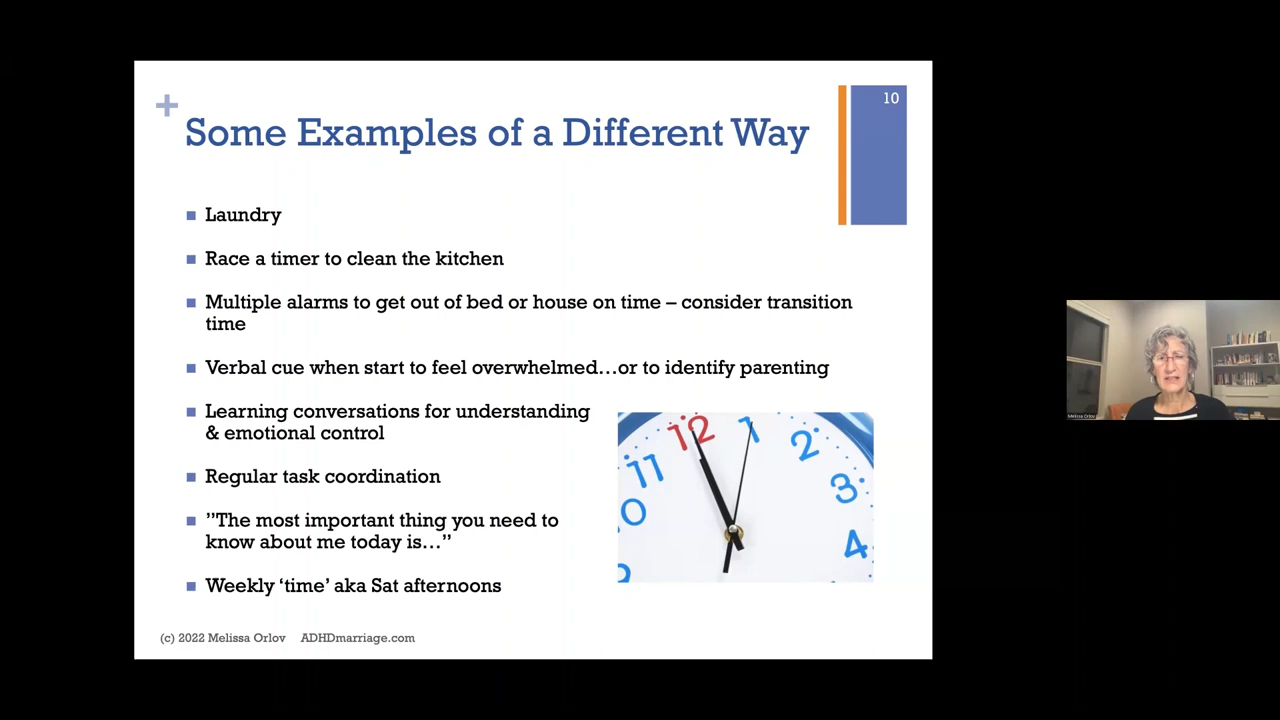 10
Some Examples of a Different Way
Laundry
Race a timer to clean the kitchen
Multiple alarms to get out of bed or house on time – consider transition
time
Verbal cue when start to feel overwhelmed…or to identify parenting
Learning conversations for understanding
& emotional control
Regular task coordination
”The most important thing you need to
know about me today is…”
Weekly ‘time’ aka Sat afternoons
11
12
1
2
3
4
0
(c) 2022 Melissa Orlov ADHDmarriage.com
Melissa Orlov